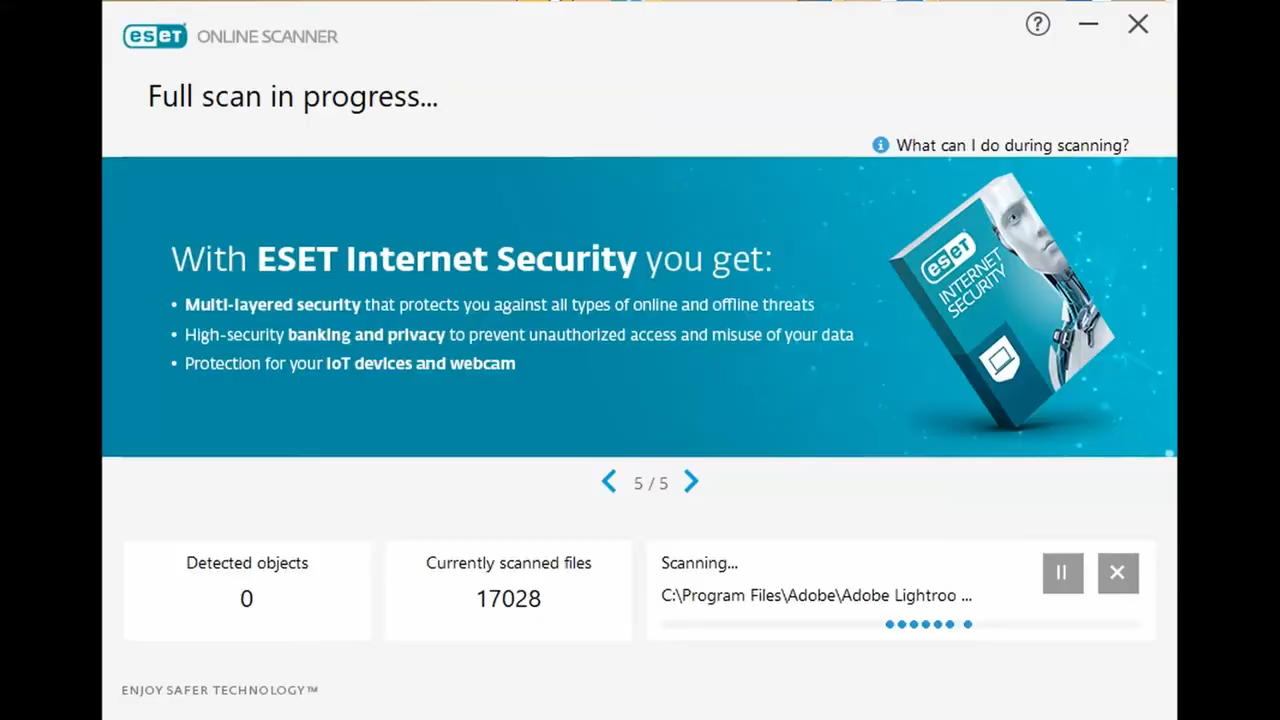 eset ONLINE SCANNER
Full scan in progress...
What can I do during scanning?
With ESET Internet Security you get:
• Multi-layered security that protects you against all types of online and offline threats
• High-security banking and privacy to prevent unauthorized access and misuse of your data
• Protection for your IoT devices and webcam
eset
INTERNET
SECURITY
5 / 5
Detected objects
0
Currently scanned files
17028
Scanning...
C:\Program Files\Adobe\Adobe Lightroo ...
ENJOY SAFER TECHNOLOGY™